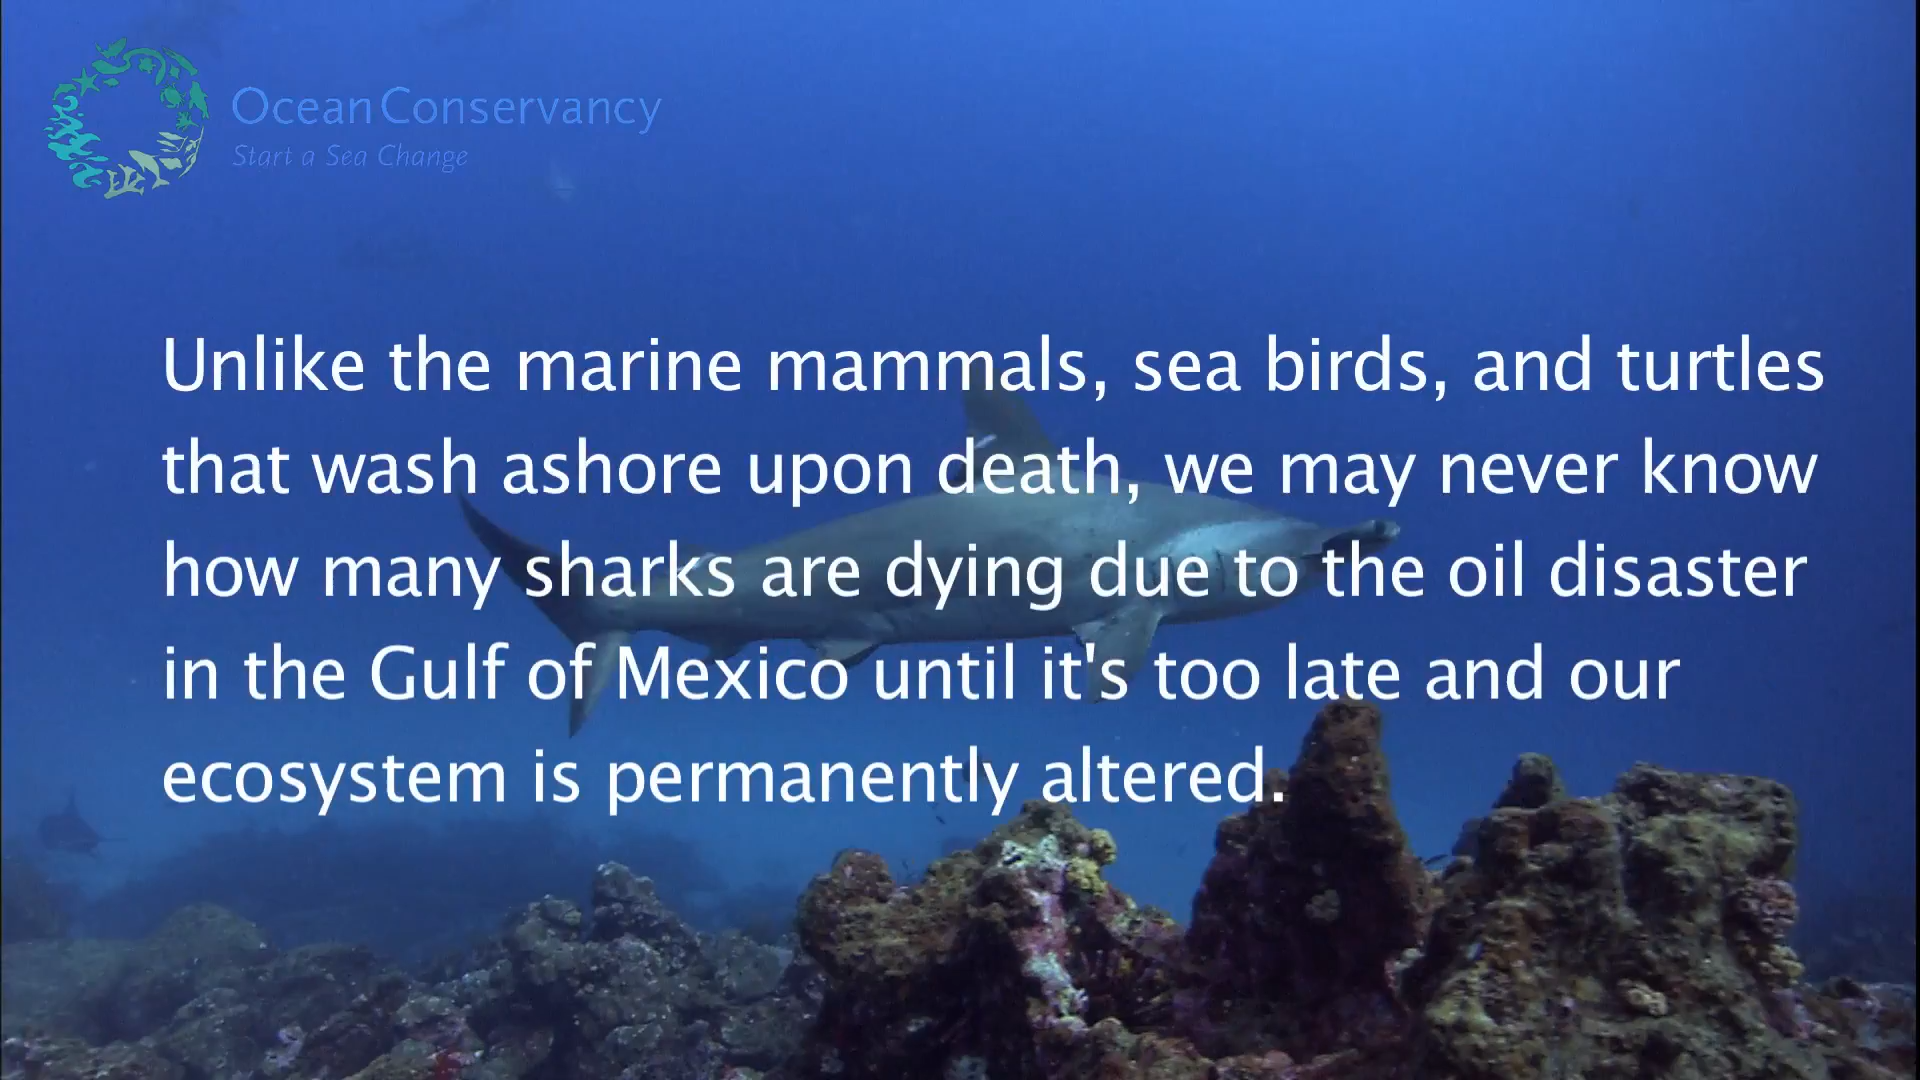 Ocean Conservancy
Start a Sea Change
Unlike the marine mammals, sea birds, and turtles
that wash ashore upon death, we may never know
how many sharks are dying due to the oil disaster
in the Gulf of Mexico until it's too late and our
ecosystem is permanently altered.